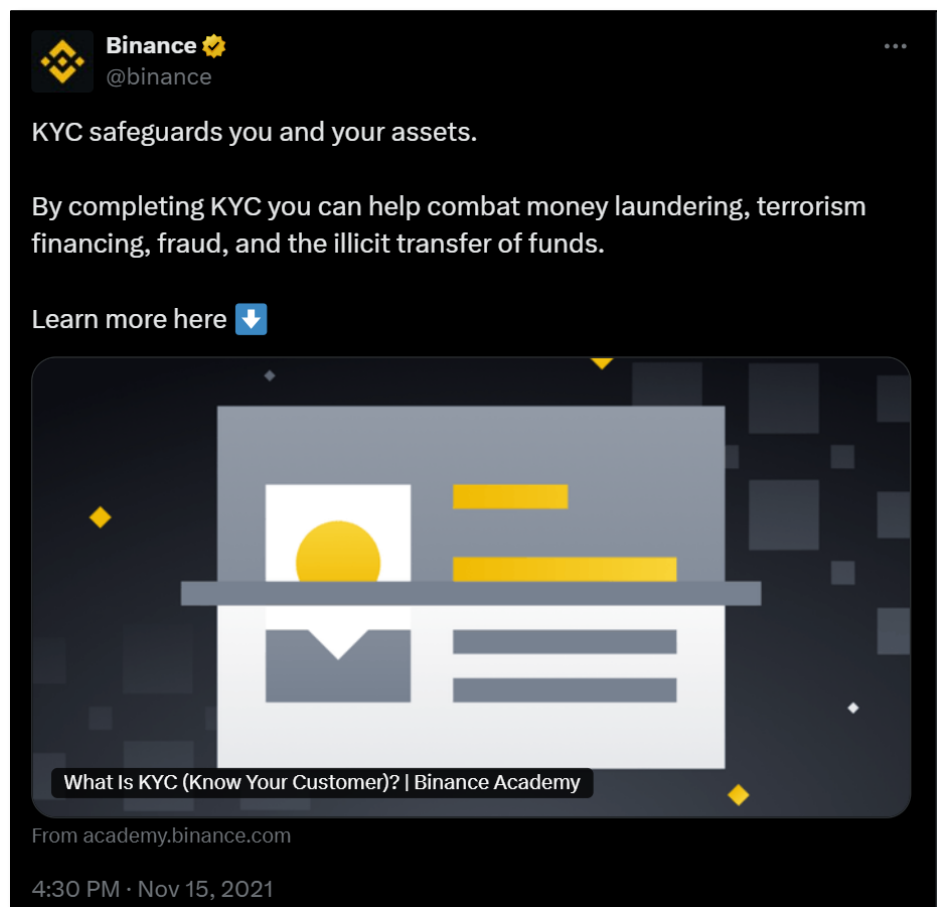 Binance
@binance
KYC safeguards you and your assets.
By completing KYC you can help combat money laundering, terrorism
financing, fraud, and the illicit transfer of funds.
Learn more here ⬇️
What Is KYC (Know Your Customer)? | Binance Academy
From academy.binance.com
4:30 PM · Nov 15, 2021